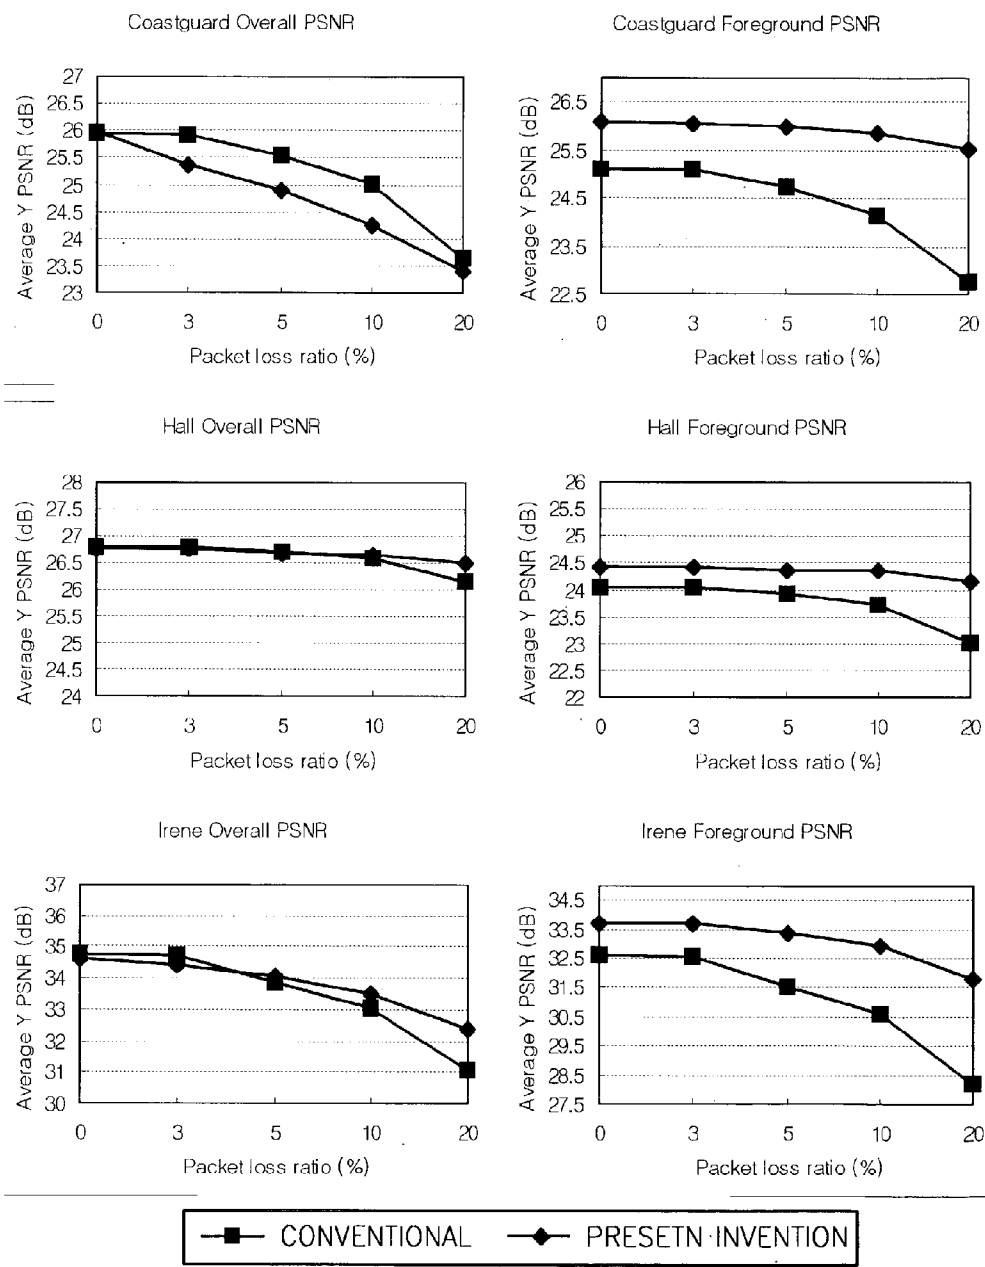 Coastguard Overall PSNR
Average Y PSNR (dB)
27
26.5
26
25.5
25
24.5
24
23.5
23
0 3 5 10 20
Packet loss ratio (%)
Coastguard Foreground PSNR
Average Y PSNR (dB)
26.5
25.5
24.5
23.5
22.5
0 3 5 10 20
Packet loss ratio (%)
Hall Overall PSNR
Average Y PSNR (dB)
28
27.5
27
26.5
26
25.5
25
24.5
24
0 3 5 10 20
Packet loss ratio (%)
Hall Foreground PSNR
Average Y PSNR (dB)
26
25.5
25
24.5
24
23.5
23
22.5
22
0 3 5 10 20
Packet loss ratio (%)
Irene Overall PSNR
Average Y PSNR (dB)
37
36
35
34
33
32
31
30
0 3 5 10 20
Packet loss ratio (%)
Irene Foreground PSNR
Average Y PSNR (dB)
34.5
33.5
32.5
31.5
30.5
29.5
28.5
27.5
0 3 5 10 20
Packet loss ratio (%)
CONVENTIONAL PRESETN INVENTION